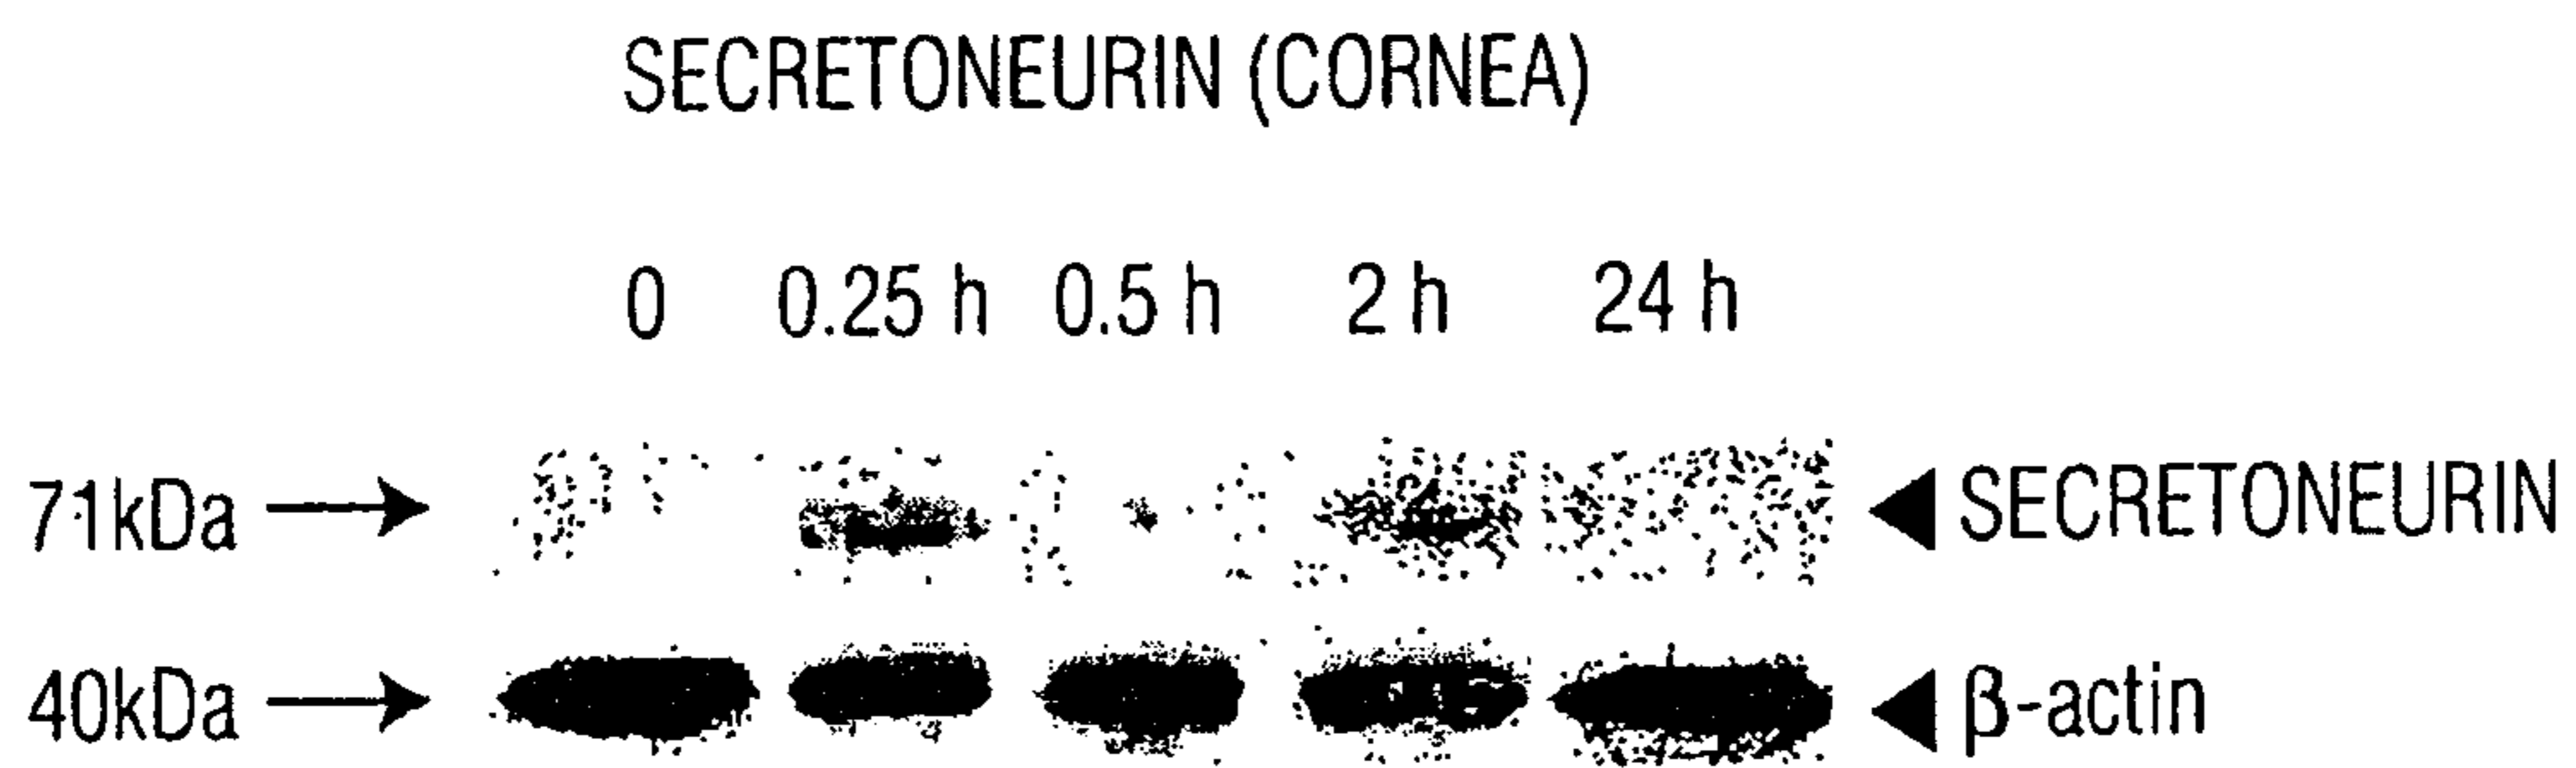 SECRETONEURIN (CORNEA)
0 0.25 h 0.5 h 2 h 24 h
71kDa SECRETONEURIN
40kDa β-actin